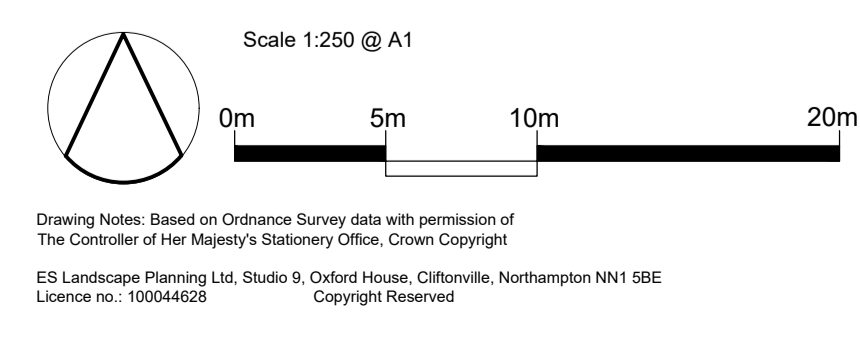 Scale 1:250 @ A1
0m 5m 10m 20m
Drawing Notes: Based on Ordnance Survey data with permission of
The Controller of Her Majesty's Stationery Office, Crown Copyright
ES Landscape Planning Ltd, Studio 9, Oxford House, Cliftonville, Northampton NN1 5BE
Licence no.: 100044628 Copyright Reserved